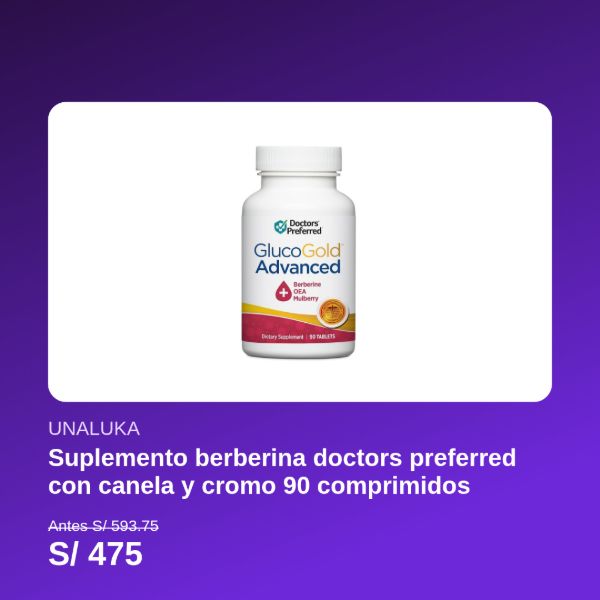 Doctors'
Preferred
GlucoGold™
Advanced
Berberine
OEA
Mulberry
Dietary Supplement | 90 TABLETS
UNALUKA
Suplemento berberina doctors preferred
con canela y cromo 90 comprimidos
Antes S/ 593.75
S/ 475